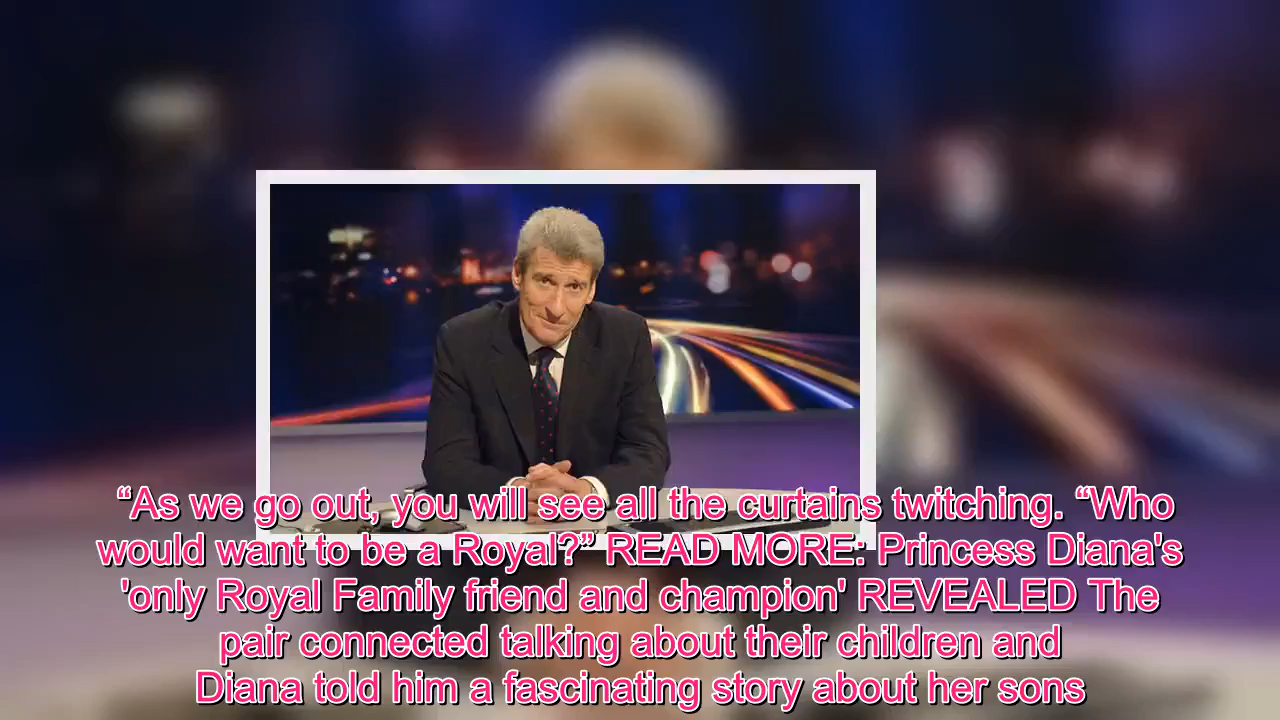 “As we go out, you will see all the curtains twitching. “Who
would want to be a Royal?” READ MORE: Princess Diana's
'only Royal Family friend and champion' REVEALED The
pair connected talking about their children and
Diana told him a fascinating story about her sons